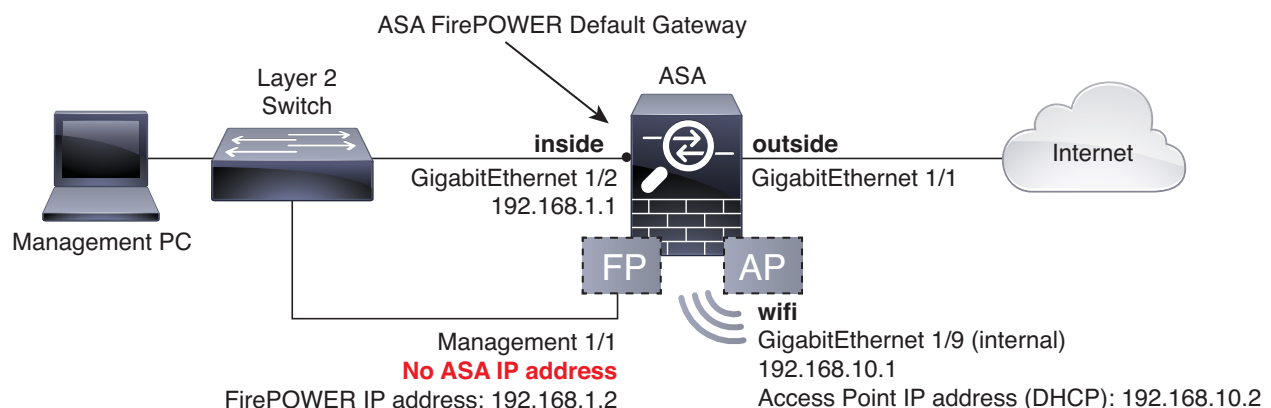 ASA FirePOWER Default Gateway
Layer 2
Switch
ASA
inside
outside
GigabitEthernet 1/2
192.168.1.1
GigabitEthernet 1/1
Internet
Management PC
FP
AP
Management 1/1
No ASA IP address
FirePOWER IP address: 192.168.1.2
wifi
GigabitEthernet 1/9 (internal)
192.168.10.1
Access Point IP address (DHCP): 192.168.10.2